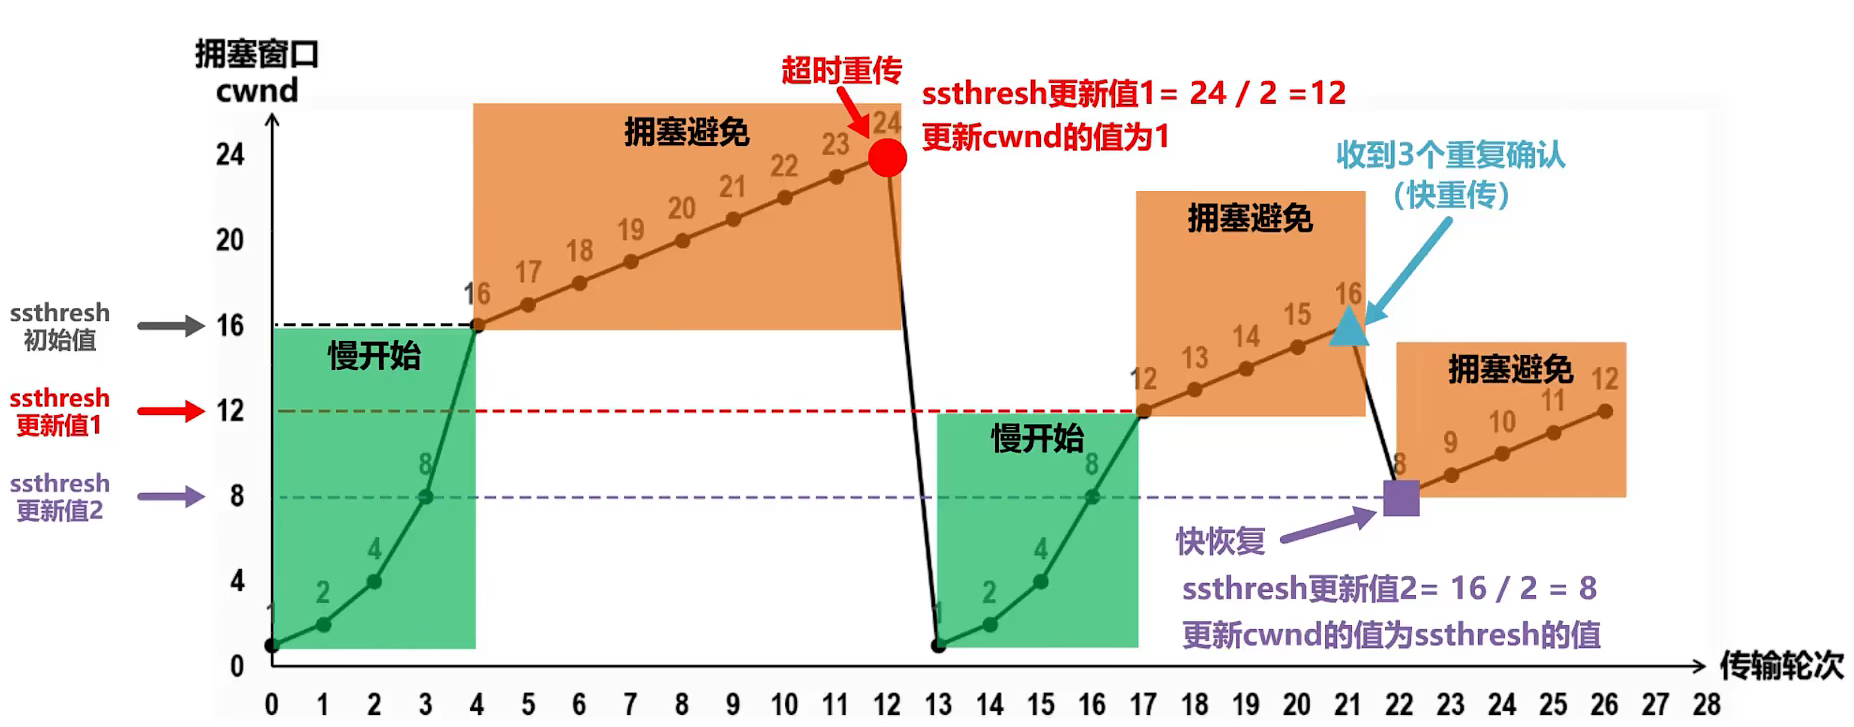 拥塞窗口
cwnd
超时重传
ssthresh更新值1= 24 / 2 =12
更新cwnd的值为1
收到3个重复确认
（快重传）
拥塞避免
拥塞避免
拥塞避免
慢开始
慢开始
24
20
16
12
8
4
0
ssthresh
初始值
ssthresh
更新值1
ssthresh
更新值2
1
2
4
8
16
17
18
19
20
21
22
23
24
1
2
4
8
12
13
14
15
16
8
9
10
11
12
快恢复
ssthresh更新值2= 16 / 2 = 8
更新cwnd的值为ssthresh的值
传输轮次
0 1 2 3 4 5 6 7 8 9 10 11 12 13 14 15 16 17 18 19 20 21 22 23 24 25 26 27 28